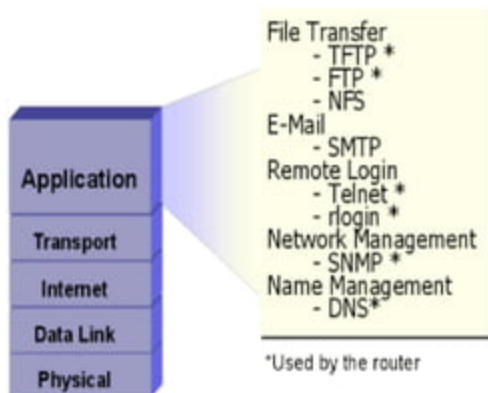 Application
Transport
Internet
Data Link
Physical
File Transfer
- TFTP *
- FTP *
- NFS
E-Mail
- SMTP
Remote Login
- Telnet *
- rlogin *
Network Management
- SNMP *
Name Management
- DNS*
*Used by the router